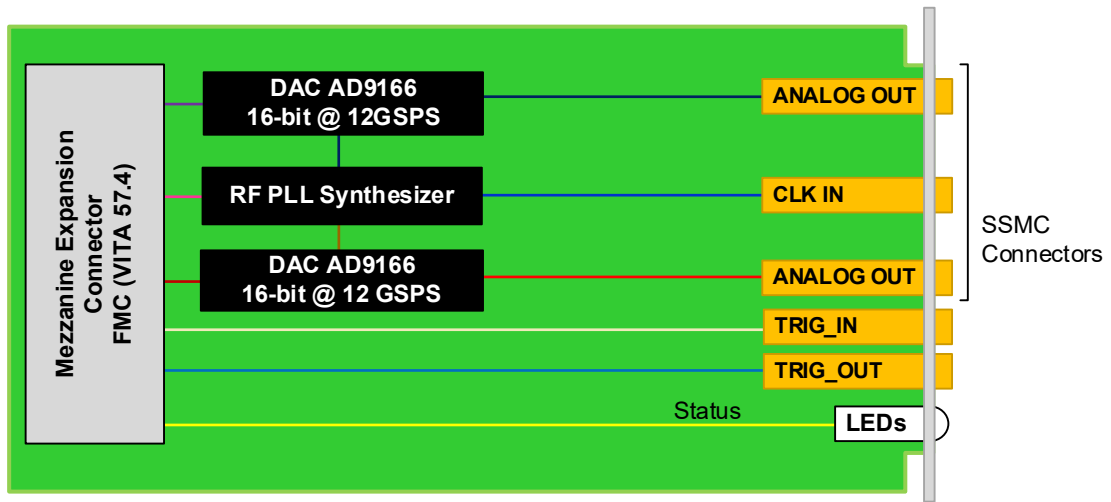 Mezzanine Expansion
Connector
FMC (VITA 57.4)
DAC AD9166
16-bit @ 12GSPS
ANALOG OUT
RF PLL Synthesizer
CLK IN
DAC AD9166
16-bit @ 12 GSPS
ANALOG OUT
SSMC
Connectors
TRIG_IN
TRIG_OUT
Status
LEDs